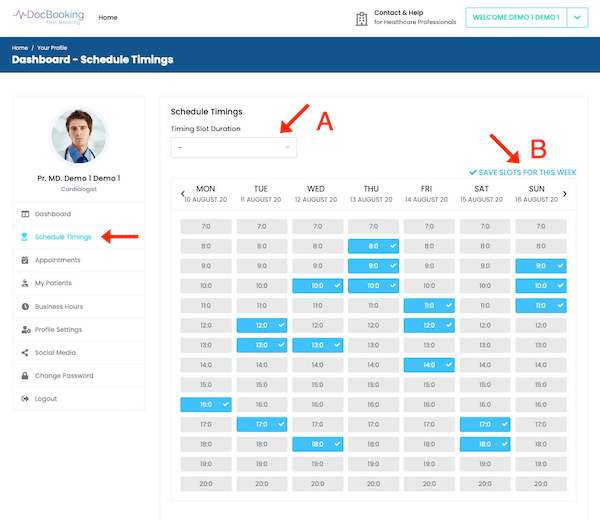 DocBooking
Fast Booking
Home
Contact & Help
for Healthcare Professionals
WELCOME DEMO 1 DEMO 1
Home / Your Profile
Dashboard - Schedule Timings
Pr. MD. Demo 1 Demo 1
Cardiologist
Dashboard
Schedule Timings
Appointments
My Patients
Business Hours
Profile Settings
Social Media
Change Password
Logout
Schedule Timings
A
Timing Slot Duration
-
B
SAVE SLOTS FOR THIS WEEK
MON TUE WED THU FRI SAT SUN
10 AUGUST 20 11 AUGUST 20 12 AUGUST 20 13 AUGUST 20 14 AUGUST 20 15 AUGUST 20 16 AUGUST 20
7:0 7:0 7:0 7:0 7:0 7:0 7:0
8:0 8:0 8:0 8:0 8:0 8:0 8:0
9:0 9:0 9:0 9:0 9:0 9:0 9:0
10:0 10:0 10:0 10:0 10:0 10:0 10:0
11:0 11:0 11:0 11:0 11:0 11:0 11:0
12:0 12:0 12:0 12:0 12:0 12:0 12:0
13:0 13:0 13:0 13:0 13:0 13:0 13:0
14:0 14:0 14:0 14:0 14:0 14:0 14:0
15:0 15:0 15:0 15:0 15:0 15:0 15:0
16:0 16:0 16:0 16:0 16:0 16:0 16:0
17:0 17:0 17:0 17:0 17:0 17:0 17:0
18:0 18:0 18:0 18:0 18:0 18:0 18:0
19:0 19:0 19:0 19:0 19:0 19:0 19:0
20:0 20:0 20:0 20:0 20:0 20:0 20:0